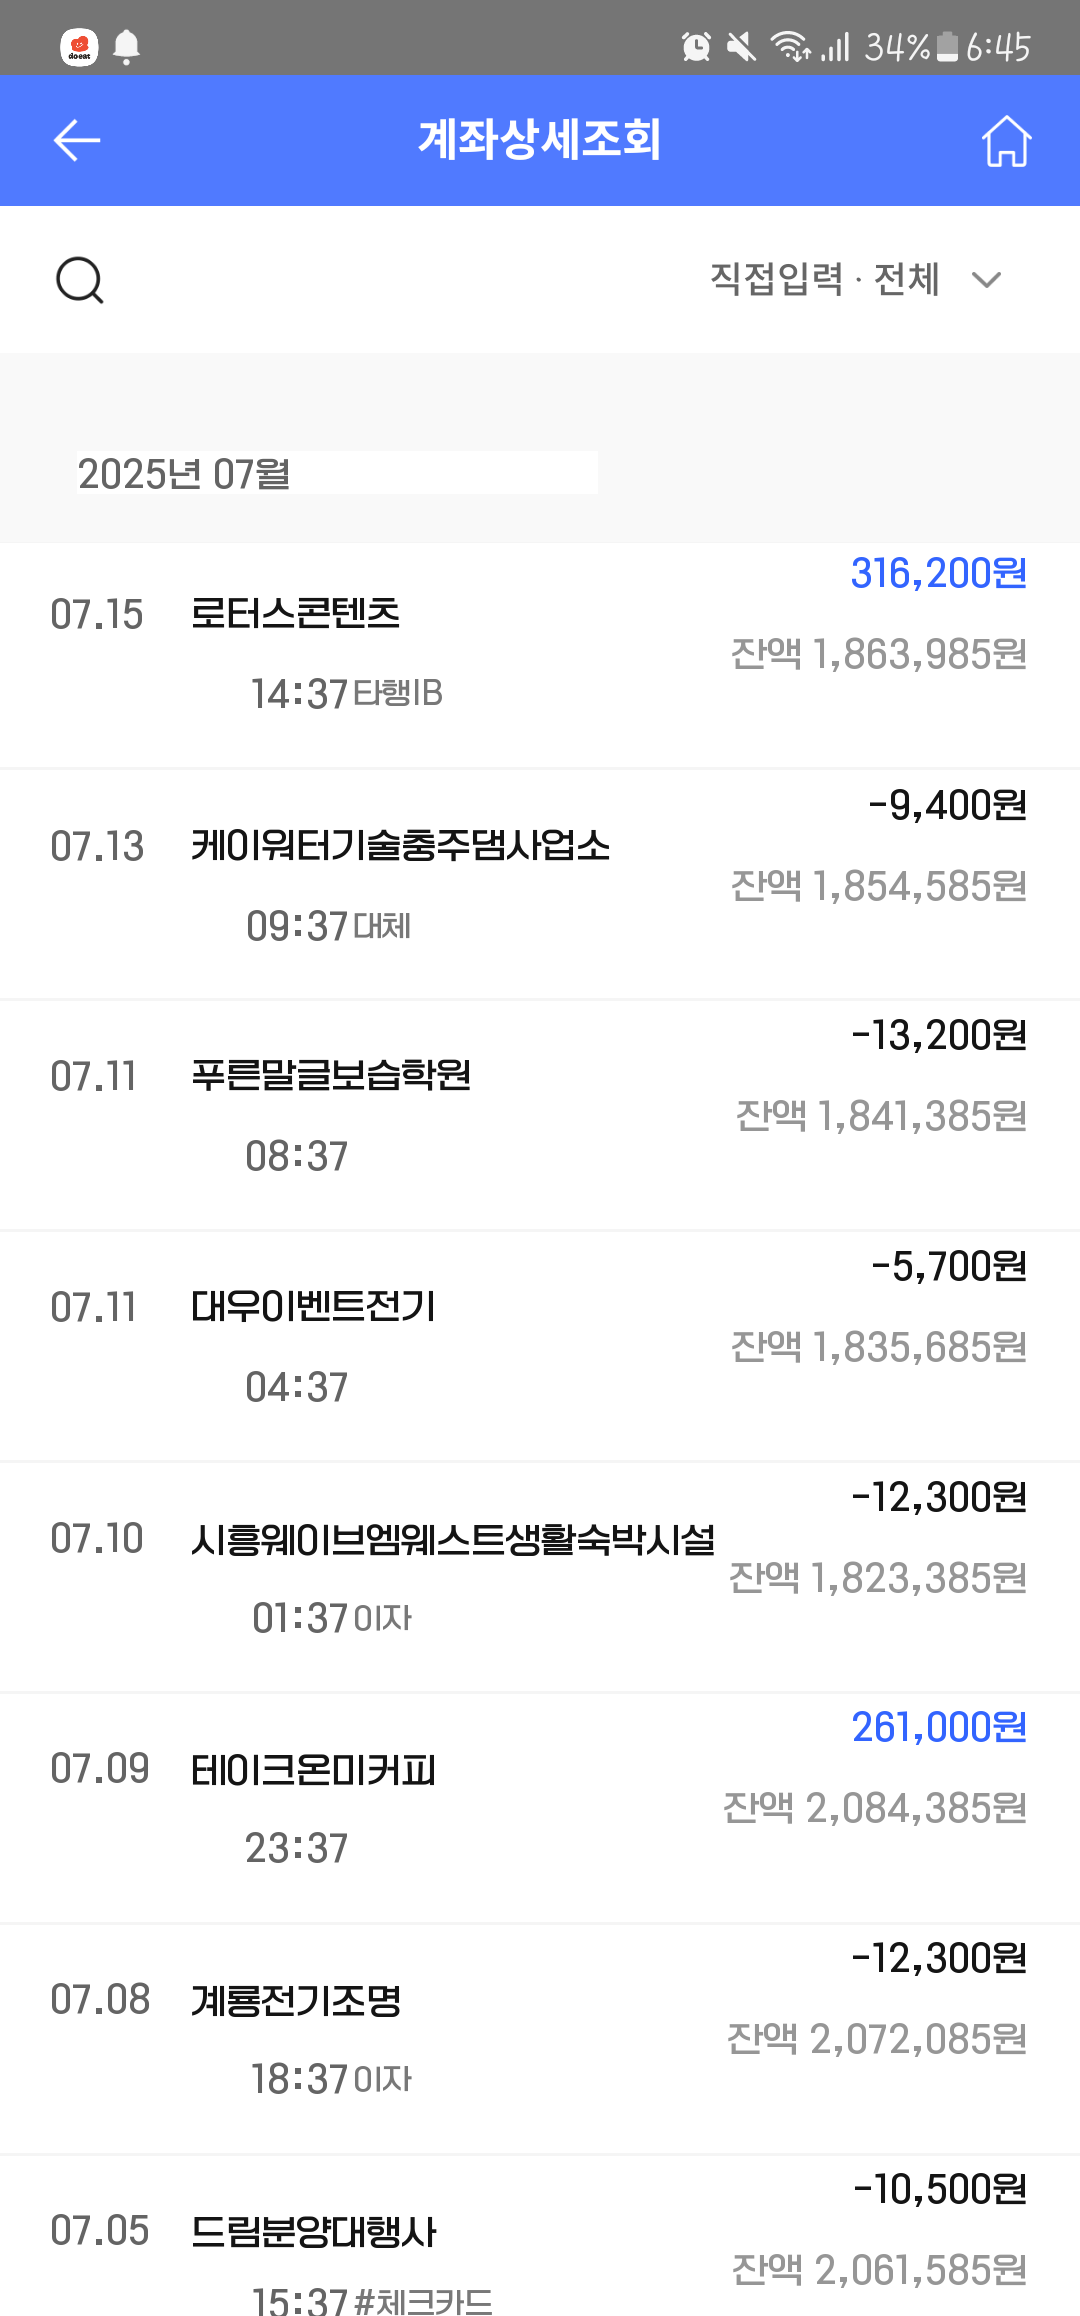 doeat
34% 6:45
계좌상세조회
직접입력 · 전체
2025년 07월
316,200원
07.15 로터스콘텐츠
잔액 1,863,985원
14:37 타행IB
-9,400원
07.13 케이워터기술충주댐사업소
잔액 1,854,585원
09:37 대체
-13,200원
07.11 푸른말글보습학원
잔액 1,841,385원
08:37
-5,700원
07.11 대우이벤트전기
잔액 1,835,685원
04:37
-12,300원
07.10 시흥웨이브엠웨스트생활숙박시설
잔액 1,823,385원
01:37 이자
261,000원
07.09 테이크온미커피
잔액 2,084,385원
23:37
-12,300원
07.08 계룡전기조명
잔액 2,072,085원
18:37 이자
-10,500원
07.05 드림분양대행사
잔액 2,061,585원
15:37 #체크카드